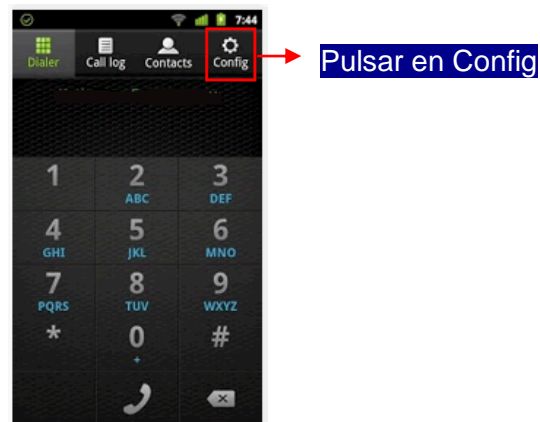 7:44
Dialer Call log Contacts Config
Pulsar en Config
1 2 3
ABC DEF
4 5 6
GHI JKL MNO
7 8 9
PQRS TUV WXYZ
* 0 #
+